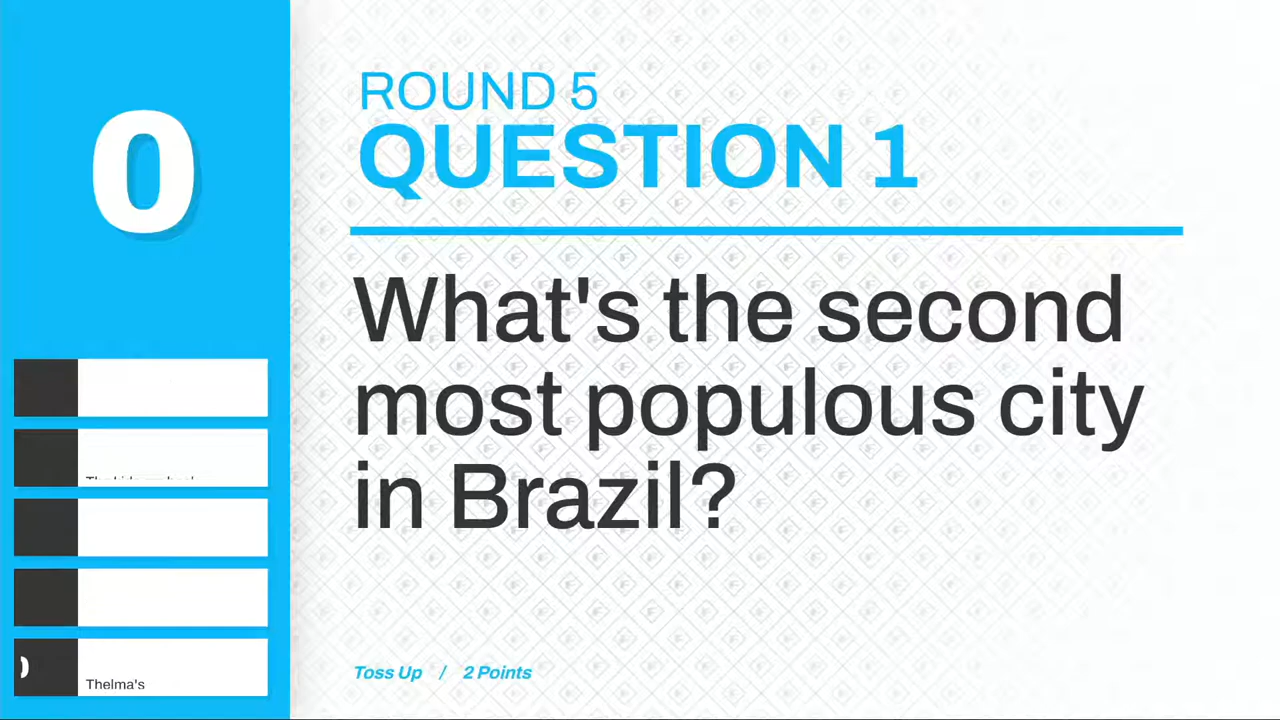 0
ROUND 5
QUESTION 1
What's the second
most populous city
in Brazil?
Thelma's
Toss Up / 2 Points